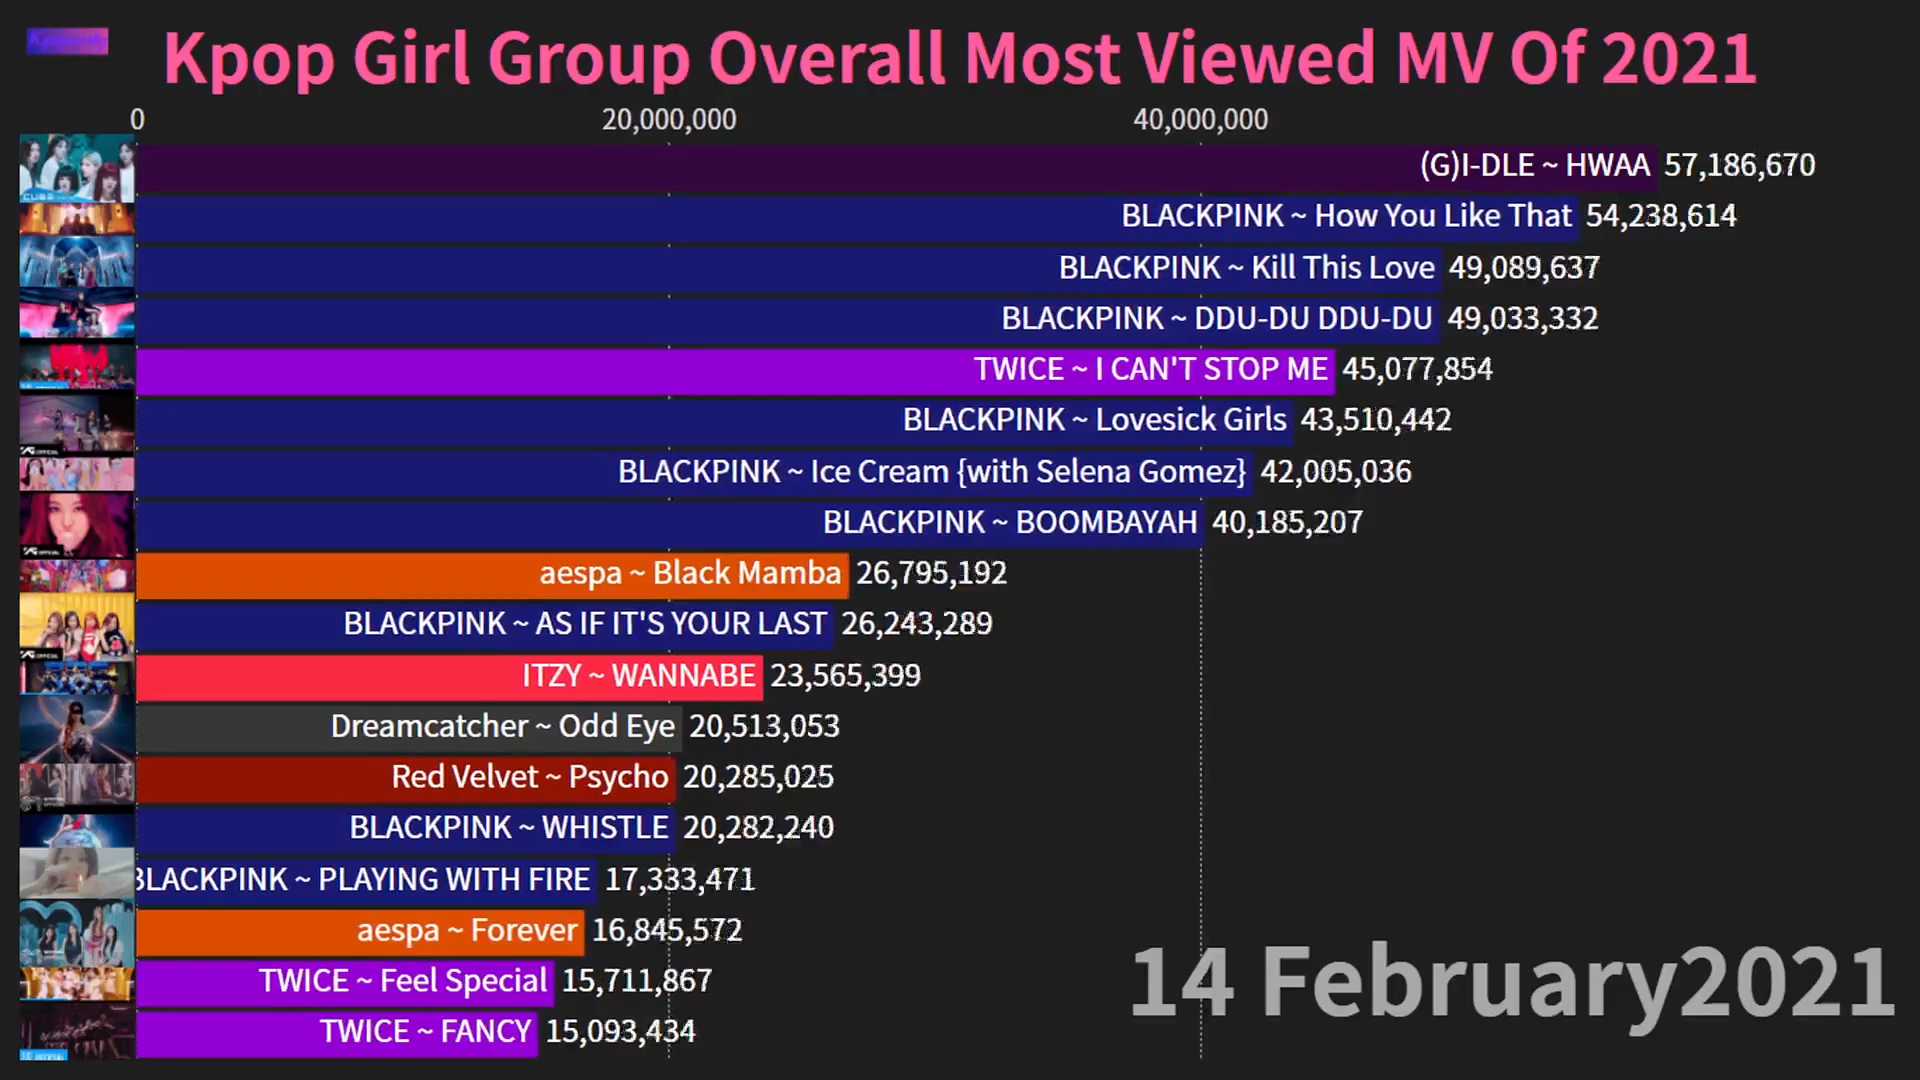 Kpop Girl Group Overall Most Viewed MV Of 2021
0 20,000,000 40,000,000
(G)I-DLE ~ HWAA 57,186,670
BLACKPINK ~ How You Like That 54,238,614
BLACKPINK ~ Kill This Love 49,089,637
BLACKPINK ~ DDU-DU DDU-DU 49,033,332
TWICE ~ I CAN'T STOP ME 45,077,854
BLACKPINK ~ Lovesick Girls 43,510,442
BLACKPINK ~ Ice Cream {with Selena Gomez} 42,005,036
BLACKPINK ~ BOOMBAYAH 40,185,207
aespa ~ Black Mamba 26,795,192
BLACKPINK ~ AS IF IT'S YOUR LAST 26,243,289
ITZY ~ WANNABE 23,565,399
Dreamcatcher ~ Odd Eye 20,513,053
Red Velvet ~ Psycho 20,285,025
BLACKPINK ~ WHISTLE 20,282,240
BLACKPINK ~ PLAYING WITH FIRE 17,333,471
aespa ~ Forever 16,845,572
TWICE ~ Feel Special 15,711,867
TWICE ~ FANCY 15,093,434
14 February2021